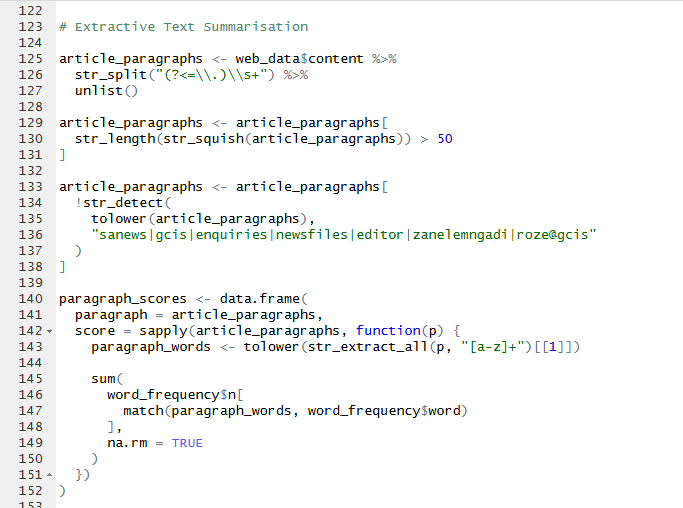 122
123 # Extractive Text Summarisation
124
125 article_paragraphs <- web_data$content %>%
126   str_split("(?<=\\.)\\s+") %>%
127   unlist()
128
129 article_paragraphs <- article_paragraphs[
130   str_length(str_squish(article_paragraphs)) > 50
131 ]
132
133 article_paragraphs <- article_paragraphs[
134   !str_detect(
135     tolower(article_paragraphs),
136     "sanews|gcis|enquiries|newsfiles|editor|zanelemngadi|roze@gcis"
137   )
138 ]
139
140 paragraph_scores <- data.frame(
141   paragraph = article_paragraphs,
142   score = sapply(article_paragraphs, function(p) {
143     paragraph_words <- tolower(str_extract_all(p, "[a-z]+")[[1]])
144
145     sum(
146       word_frequency$n[
147         match(paragraph_words, word_frequency$word)
148       ],
149       na.rm = TRUE
150     )
151   })
152 )
153